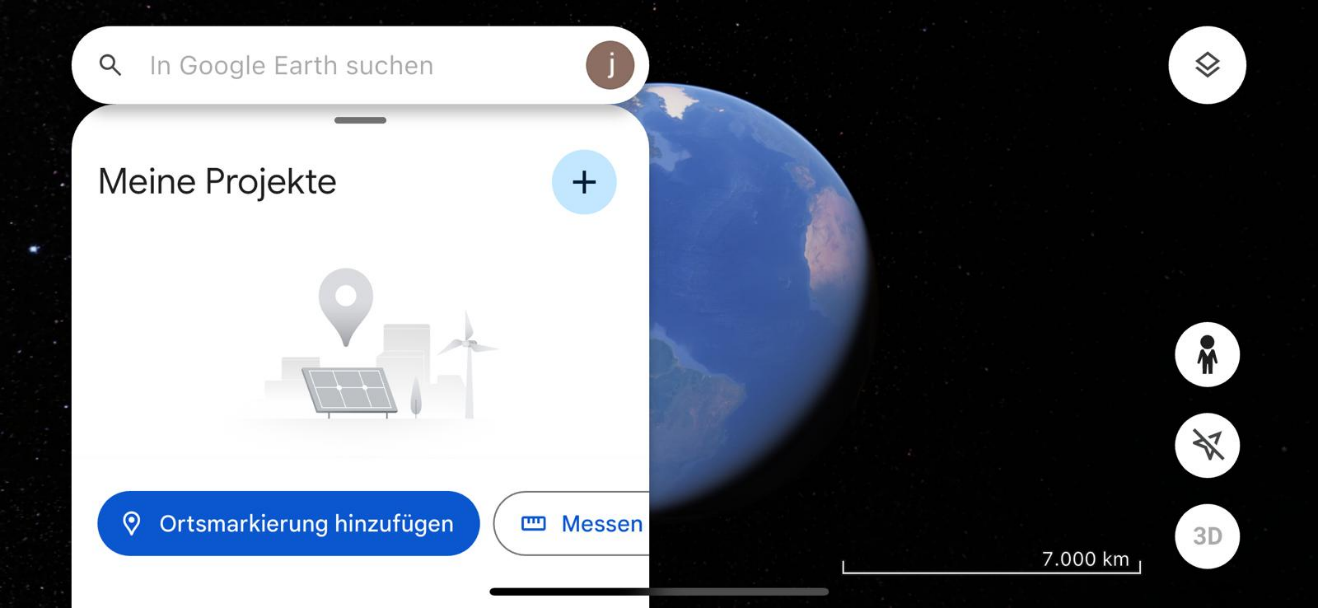 In Google Earth suchen
j
Meine Projekte
+
Ortsmarkierung hinzufügen
Messen
7.000 km
3D